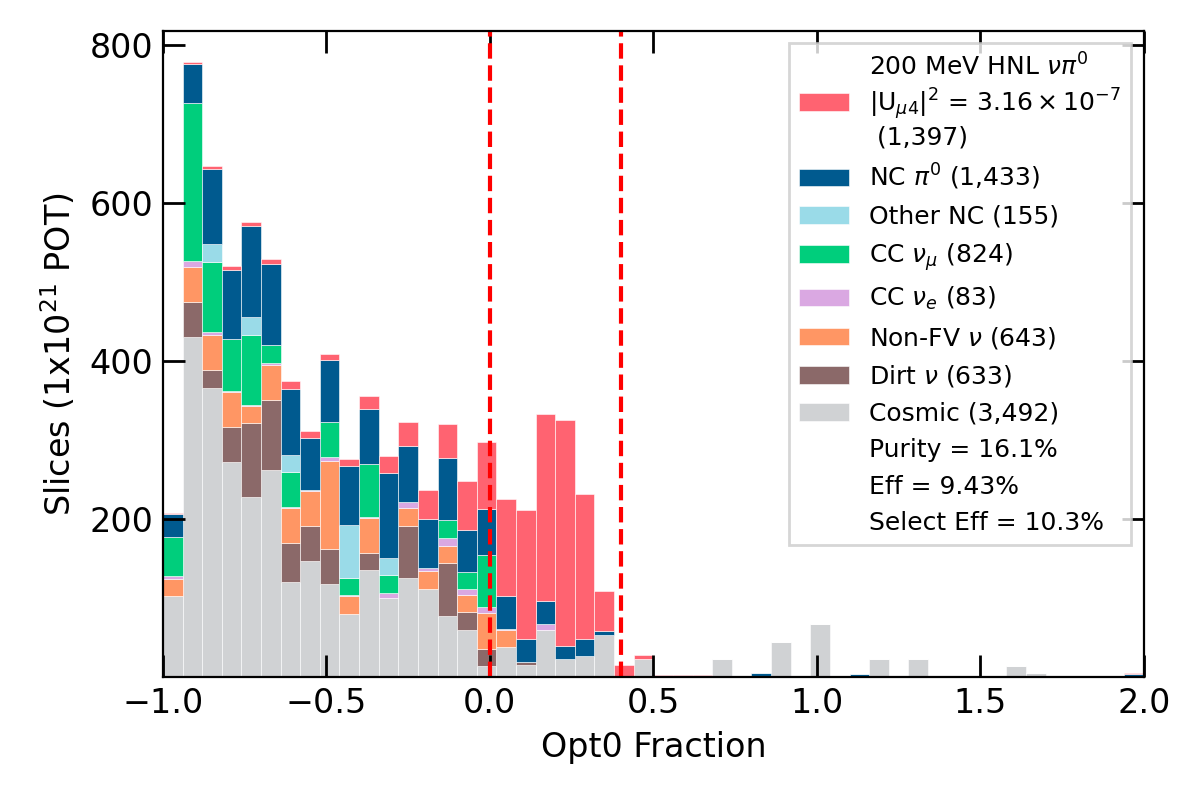 800
600
400
200
Slices (1x10²¹ POT)
−1.0 −0.5 0.0 0.5 1.0 1.5 2.0
Opt0 Fraction
200 MeV HNL νπ⁰
|U_μ4|² = 3.16 × 10⁻⁷
(1,397)
NC π⁰ (1,433)
Other NC (155)
CC ν_μ (824)
CC ν_e (83)
Non-FV ν (643)
Dirt ν (633)
Cosmic (3,492)
Purity = 16.1%
Eff = 9.43%
Select Eff = 10.3%